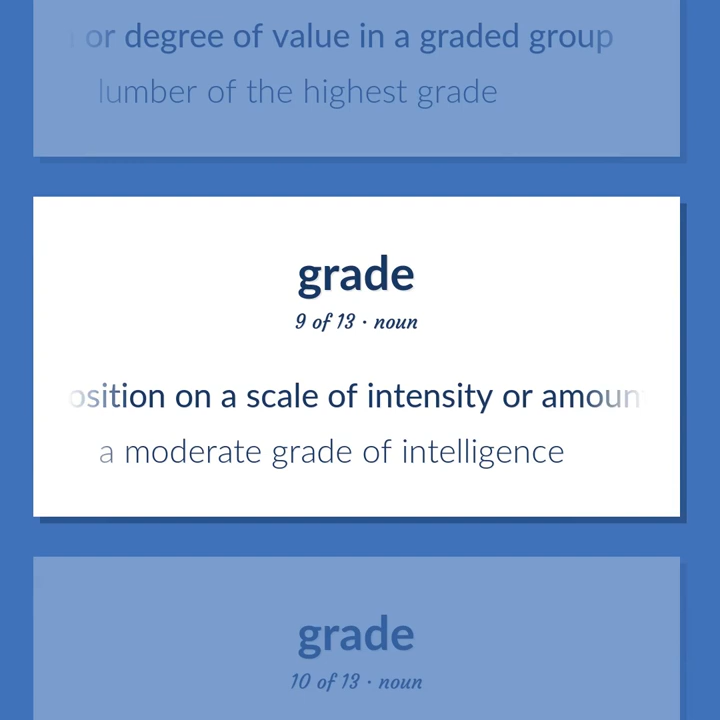 or degree of value in a graded group
lumber of the highest grade
grade
9 of 13 · noun
osition on a scale of intensity or amoun
a moderate grade of intelligence
grade
10 of 13 · noun